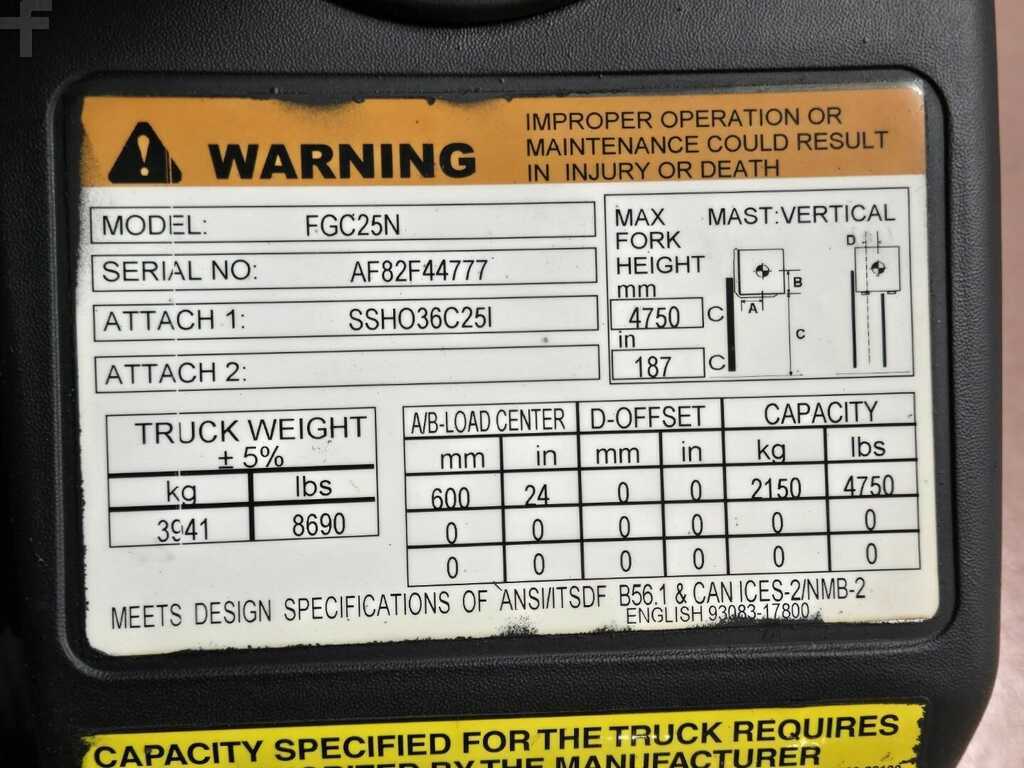 WARNING
IMPROPER OPERATION OR
MAINTENANCE COULD RESULT
IN INJURY OR DEATH
MODEL: FGC25N
SERIAL NO: AF82F44777
ATTACH 1: SSHO36C25I
ATTACH 2:
MAX MAST:VERTICAL
FORK
HEIGHT
mm
4750 C
in
187 C
A
B
C
D
TRUCK WEIGHT
± 5%
kg lbs
3941 8690
A/B-LOAD CENTER D-OFFSET CAPACITY
mm in mm in kg lbs
600 24 0 0 2150 4750
0 0 0 0 0 0
0 0 0 0 0 0
MEETS DESIGN SPECIFICATIONS OF ANSI/ITSDF B56.1 & CAN ICES-2/NMB-2
ENGLISH 93083-17800
CAPACITY SPECIFIED FOR THE TRUCK REQUIRES
BY THE MANUFACTURER